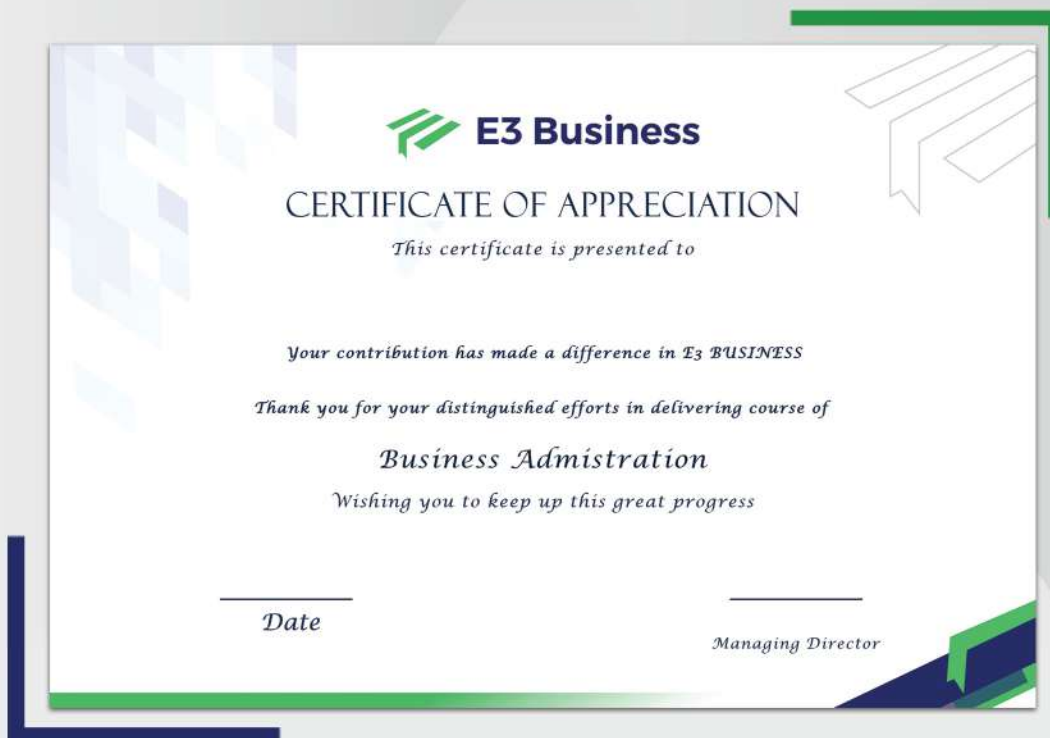 E3 Business
CERTIFICATE OF APPRECIATION
This certificate is presented to
Your contribution has made a difference in E3 BUSINESS
Thank you for your distinguished efforts in delivering course of
Business Admistration
Wishing you to keep up this great progress
Date
Managing Director